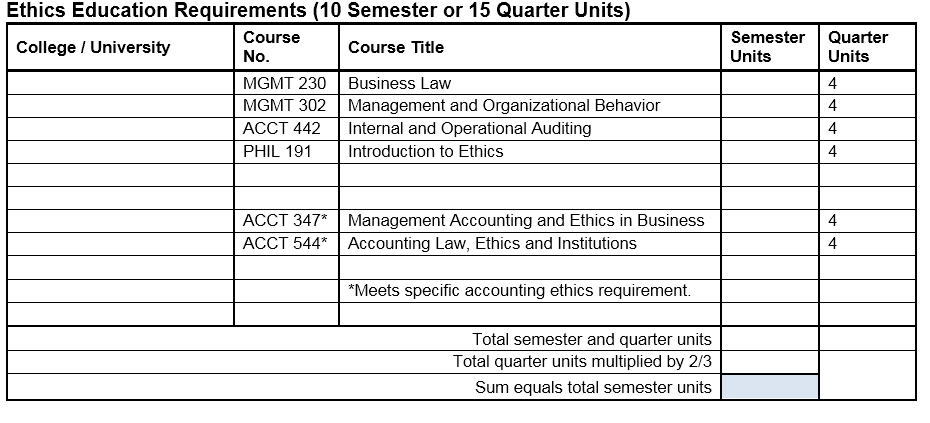 Ethics Education Requirements (10 Semester or 15 Quarter Units)
College / University Course No. Course Title Semester Units Quarter Units
MGMT 230 Business Law 4
MGMT 302 Management and Organizational Behavior 4
ACCT 442 Internal and Operational Auditing 4
PHIL 191 Introduction to Ethics 4
ACCT 347* Management Accounting and Ethics in Business 4
ACCT 544* Accounting Law, Ethics and Institutions 4
*Meets specific accounting ethics requirement.
Total semester and quarter units
Total quarter units multiplied by 2/3
Sum equals total semester units